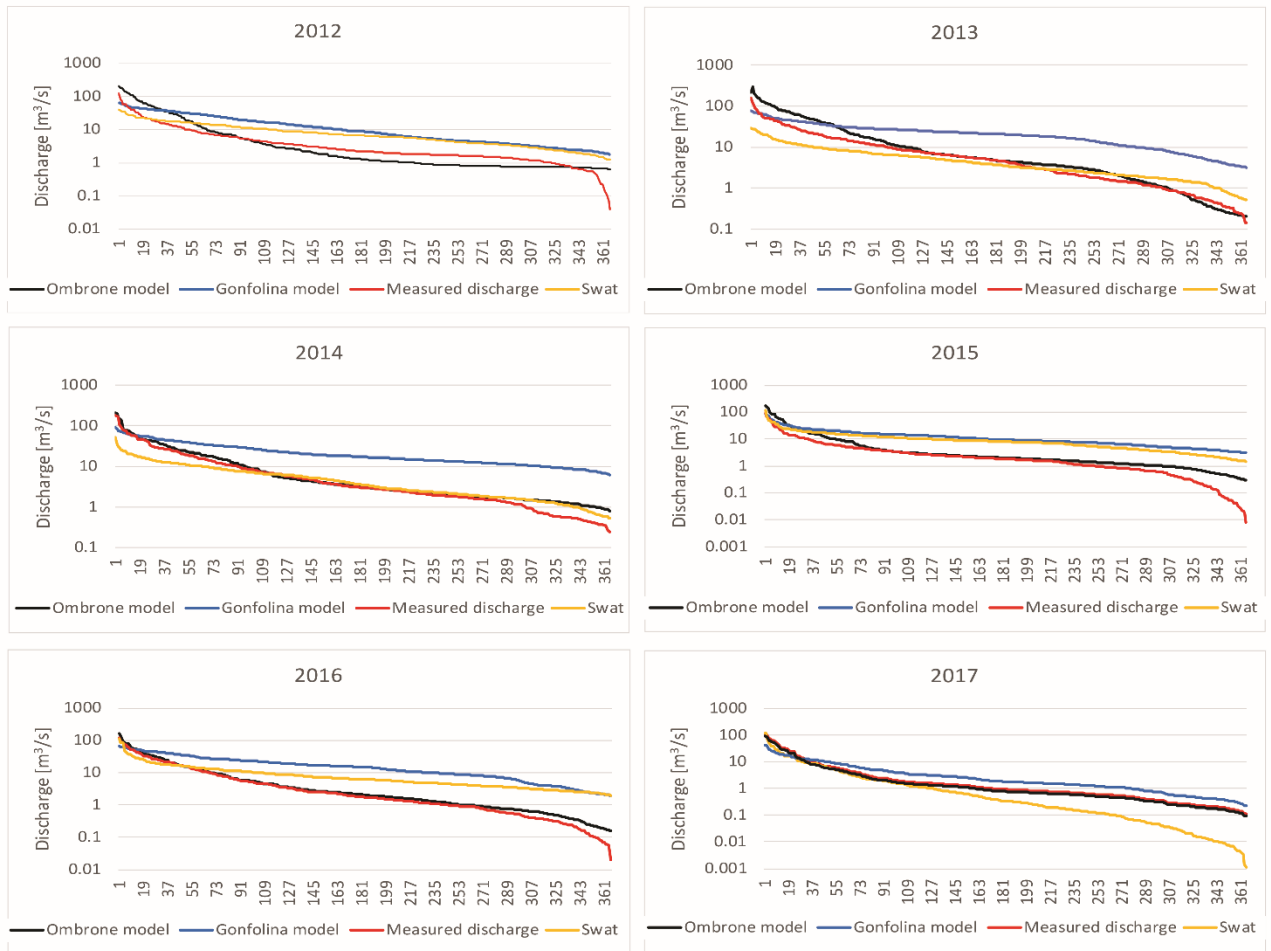 2012
Discharge [m³/s]
1000
100
10
1
0.1
0.01
1 19 37 55 73 91 109 127 145 163 181 199 217 235 253 271 289 307 325 343 361
Ombrone model Gonfolina model Measured discharge Swat
2013
Discharge [m³/s]
1000
100
10
1
0.1
1 19 37 55 73 91 109 127 145 163 181 199 217 235 253 271 289 307 325 343 361
Ombrone model Gonfolina model Measured discharge Swat
2014
Discharge [m³/s]
1000
100
10
1
0.1
1 19 37 55 73 91 109 127 145 163 181 199 217 235 253 271 289 307 325 343 361
Ombrone model Gonfolina model Measured discharge Swat
2015
Discharge [m³/s]
1000
100
10
1
0.1
0.01
0.001
1 19 37 55 73 91 109 127 145 163 181 199 217 235 253 271 289 307 325 343 361
Ombrone model Gonfolina model Measured discharge Swat
2016
Discharge [m³/s]
1000
100
10
1
0.1
0.01
1 19 37 55 73 91 109 127 145 163 181 199 217 235 253 271 289 307 325 343 361
Ombrone model Gonfolina model Measured discharge Swat
2017
Discharge [m³/s]
1000
100
10
1
0.1
0.01
0.001
1 19 37 55 73 91 109 127 145 163 181 199 217 235 253 271 289 307 325 343 361
Ombrone model Gonfolina model Measured discharge Swat